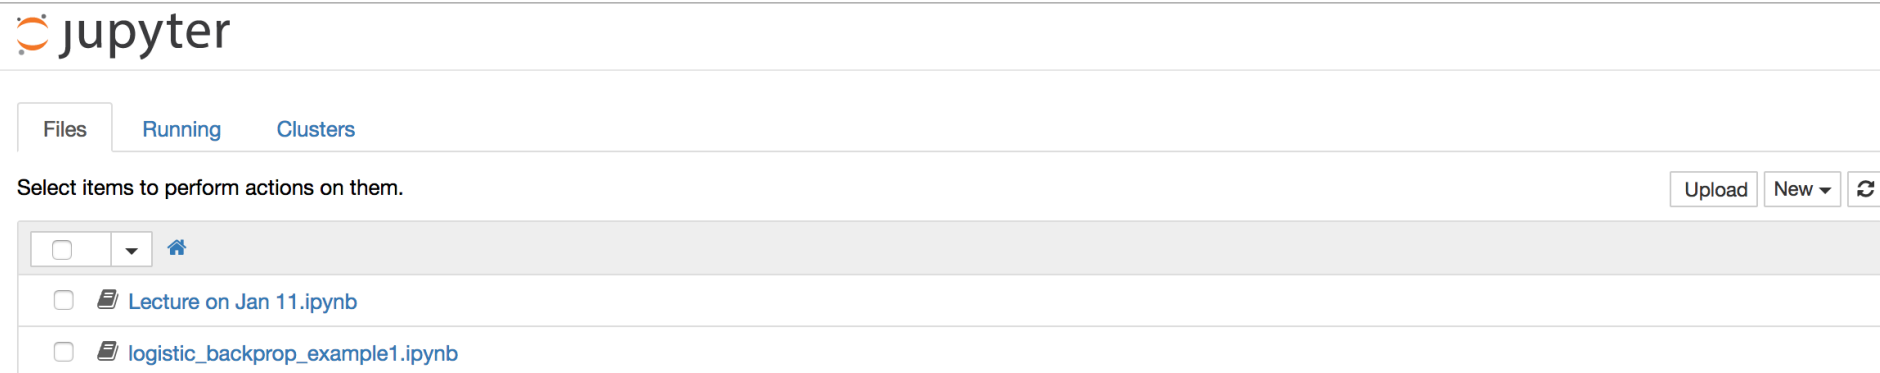 jupyter
Files Running Clusters
Select items to perform actions on them.
Upload New
Lecture on Jan 11.ipynb
logistic_backprop_example1.ipynb